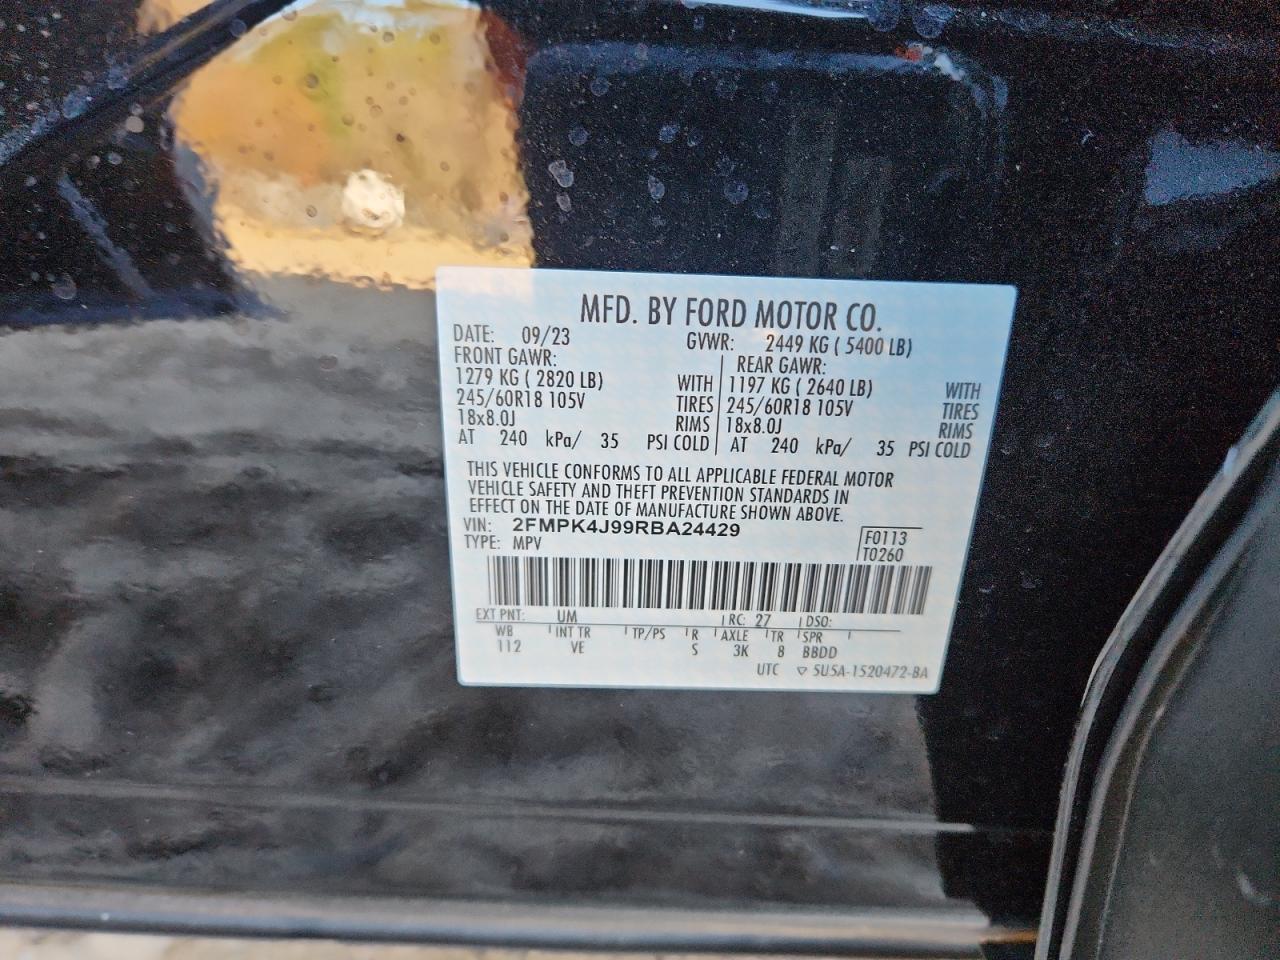 MFD. BY FORD MOTOR CO.
DATE: 09/23 GVWR: 2449 KG ( 5400 LB)
FRONT GAWR: REAR GAWR:
1279 KG ( 2820 LB) WITH 1197 KG ( 2640 LB) WITH
245/60R18 105V TIRES 245/60R18 105V TIRES
18x8.0J RIMS 18x8.0J RIMS
AT 240 kPa/ 35 PSI COLD AT 240 kPa/ 35 PSI COLD
THIS VEHICLE CONFORMS TO ALL APPLICABLE FEDERAL MOTOR
VEHICLE SAFETY AND THEFT PREVENTION STANDARDS IN
EFFECT ON THE DATE OF MANUFACTURE SHOWN ABOVE.
VIN: 2FMPK4J99RBA24429
TYPE: MPV
F0113
T0260
EXT PNT: UM RC: 27 DSO:
WB INT TR TP/PS R AXLE TR SPR
112 VE S 3K 8 BBDD
UTC ▽ 5U5A-1520472-BA